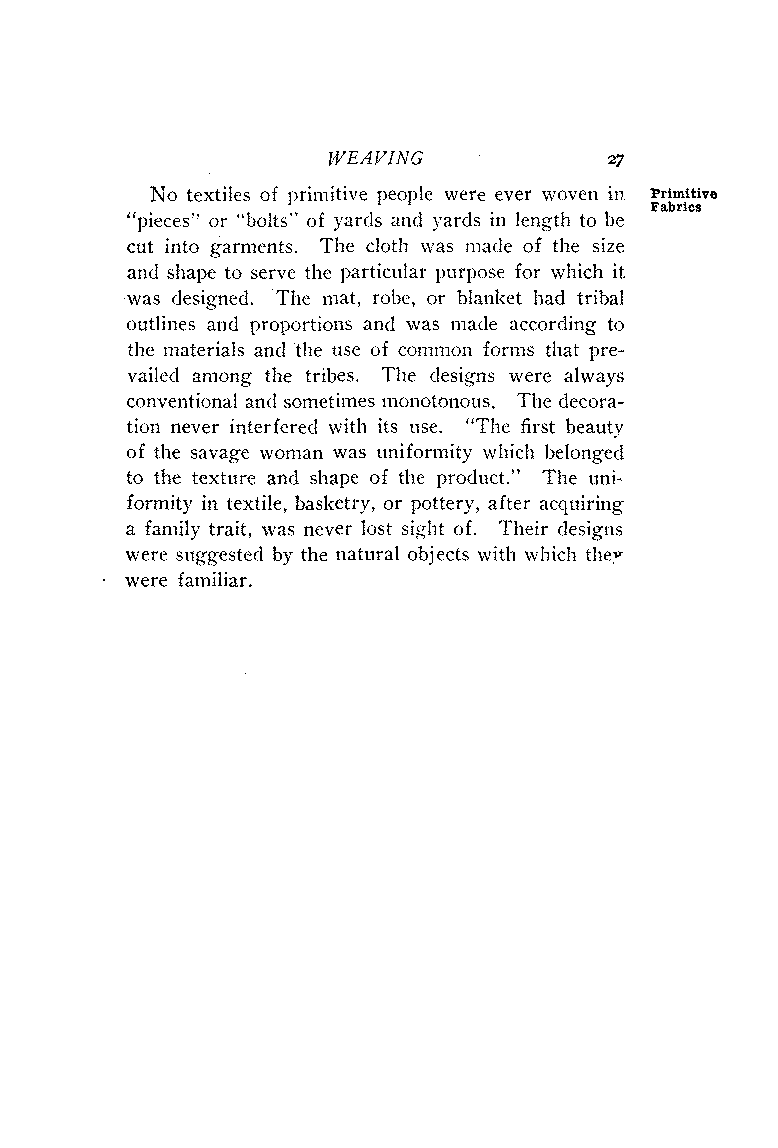 WEAVING 27
Primitive
Fabrics
No textiles of primitive people were ever woven in
"pieces" or "bolts" of yards and yards in length to be
cut into garments. The cloth was made of the size
and shape to serve the particular purpose for which it
was designed. The mat, robe, or blanket had tribal
outlines and proportions and was made according to
the materials and the use of common forms that pre-
vailed among the tribes. The designs were always
conventional and sometimes monotonous. The decora-
tion never interfered with its use. "The first beauty
of the savage woman was uniformity which belonged
to the texture and shape of the product." The uni-
formity in textile, basketry, or pottery, after acquiring
a family trait, was never lost sight of. Their designs
were suggested by the natural objects with which they
were familiar.